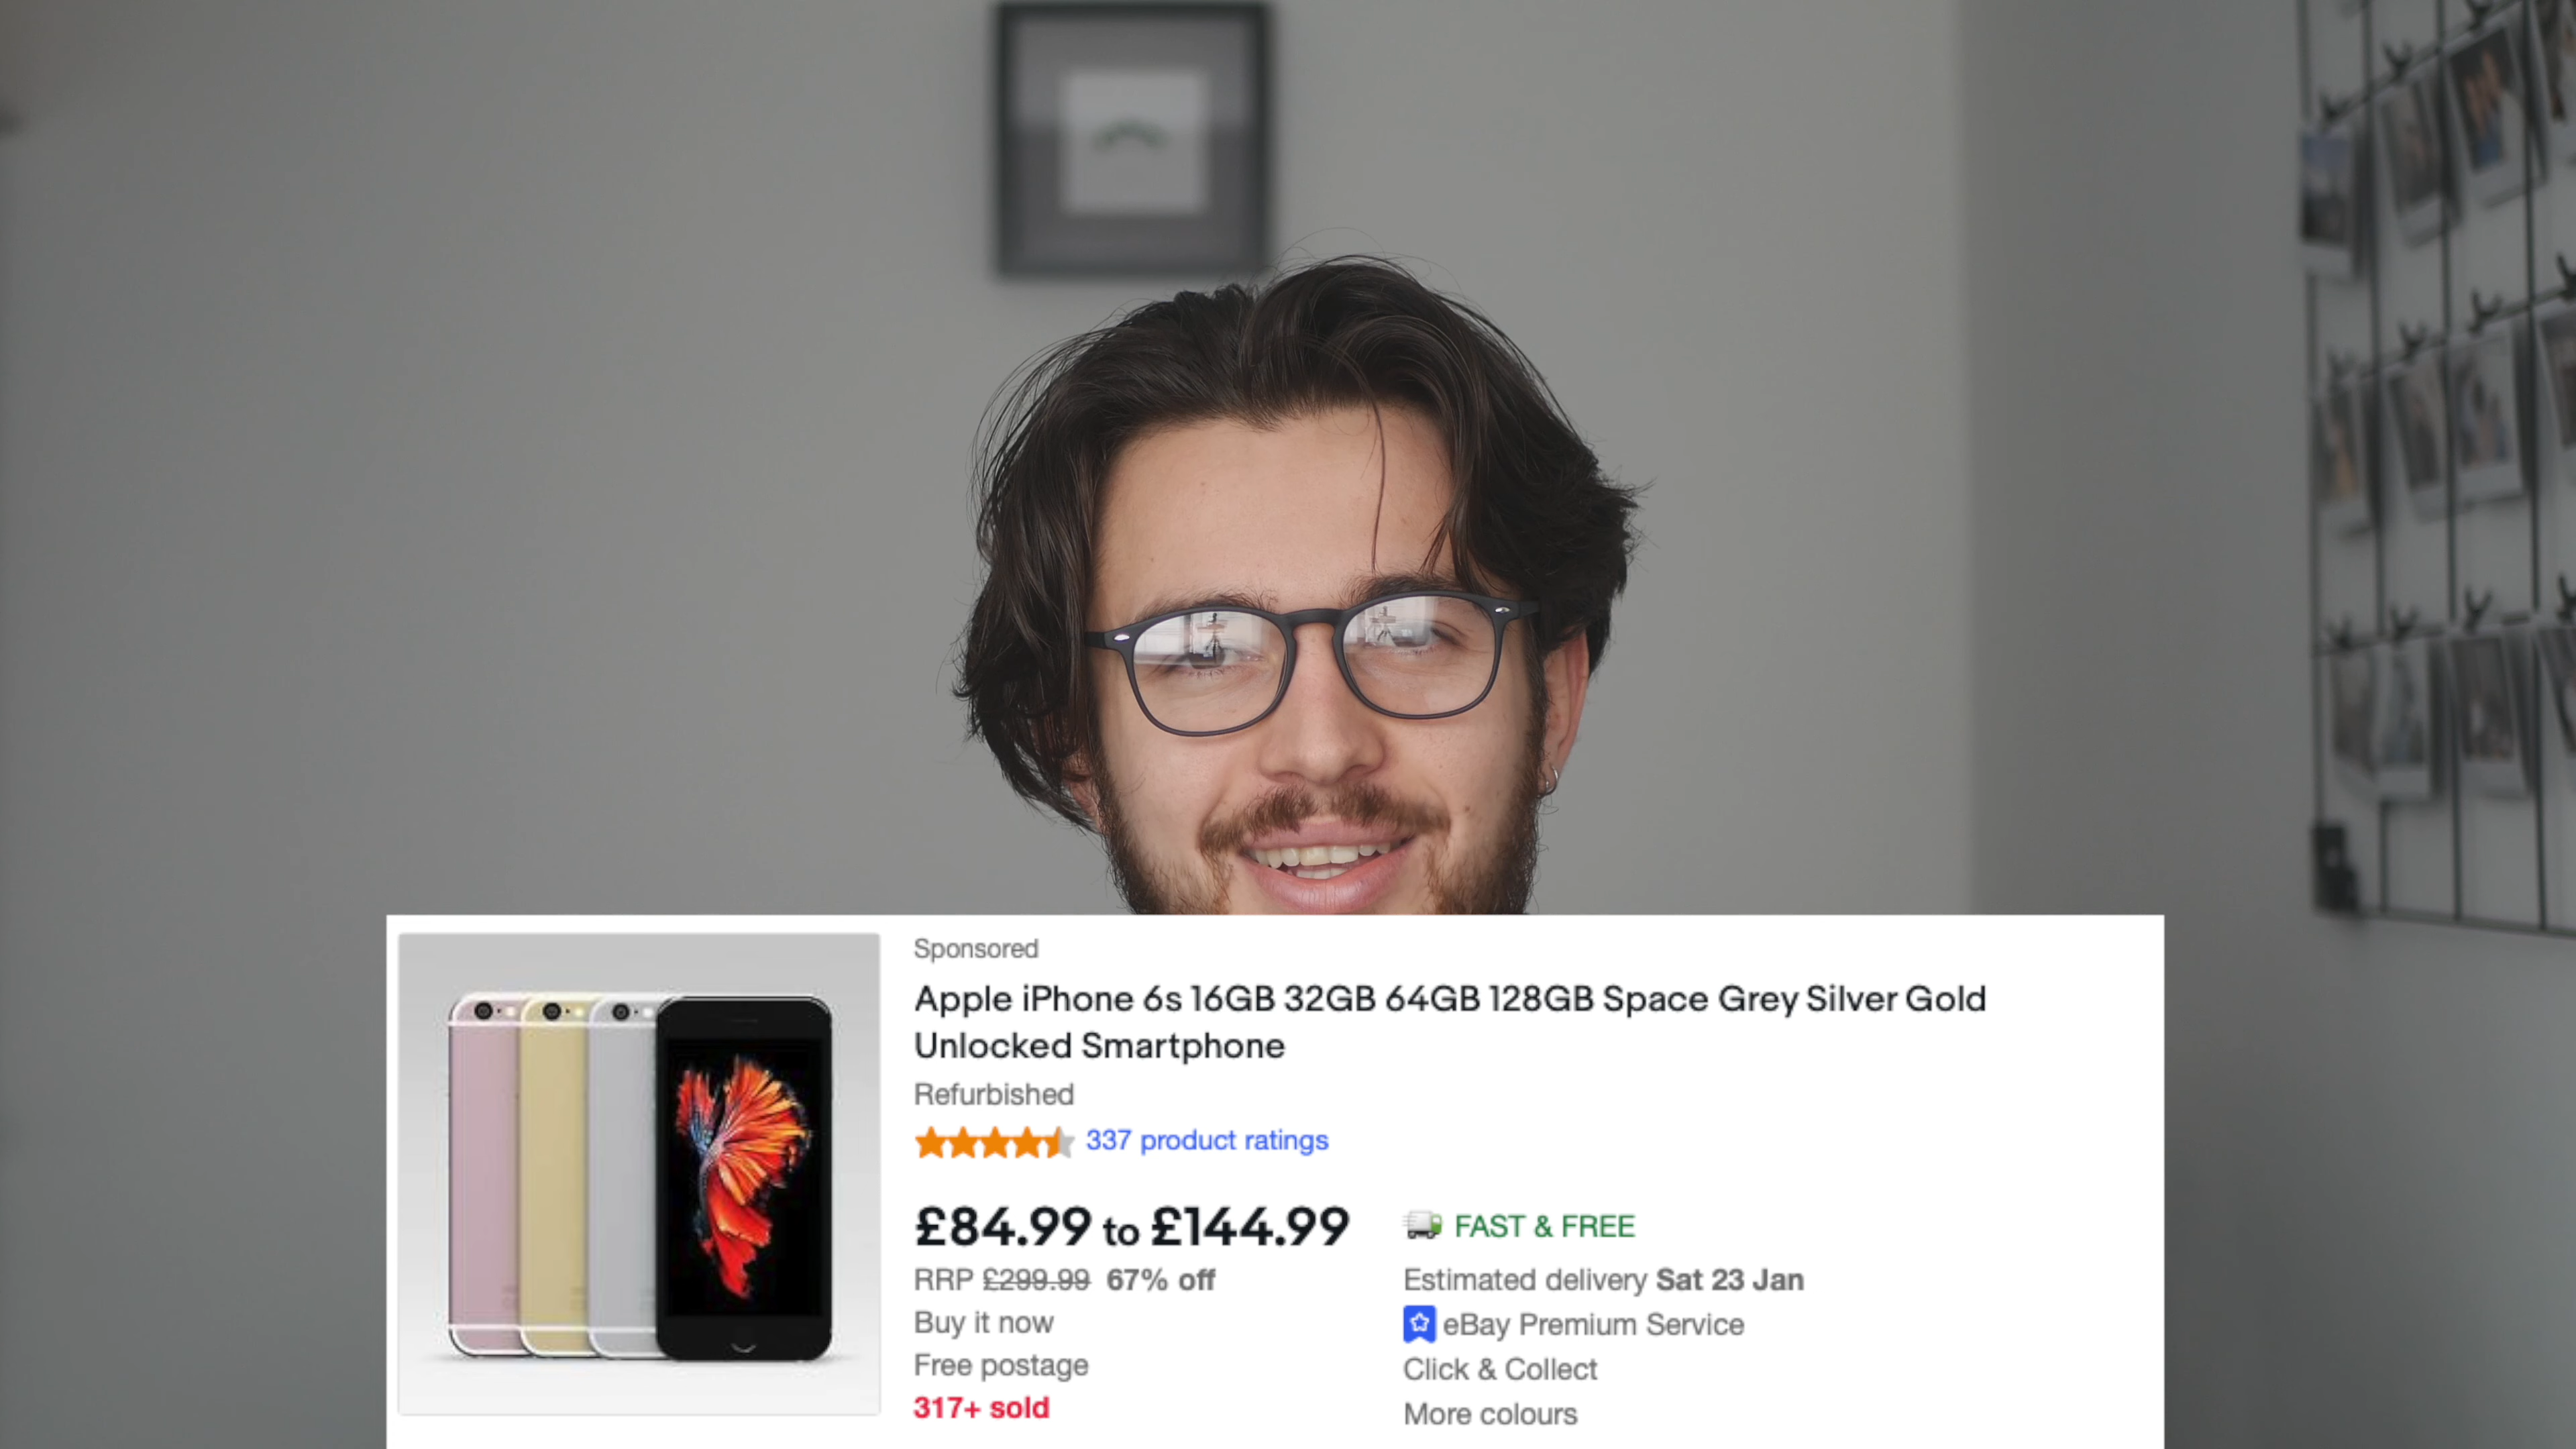 Sponsored
Apple iPhone 6s 16GB 32GB 64GB 128GB Space Grey Silver Gold
Unlocked Smartphone
Refurbished
337 product ratings
£84.99 to £144.99
RRP £299.99 67% off
Buy it now
Free postage
317+ sold
FAST & FREE
Estimated delivery Sat 23 Jan
eBay Premium Service
Click & Collect
More colours